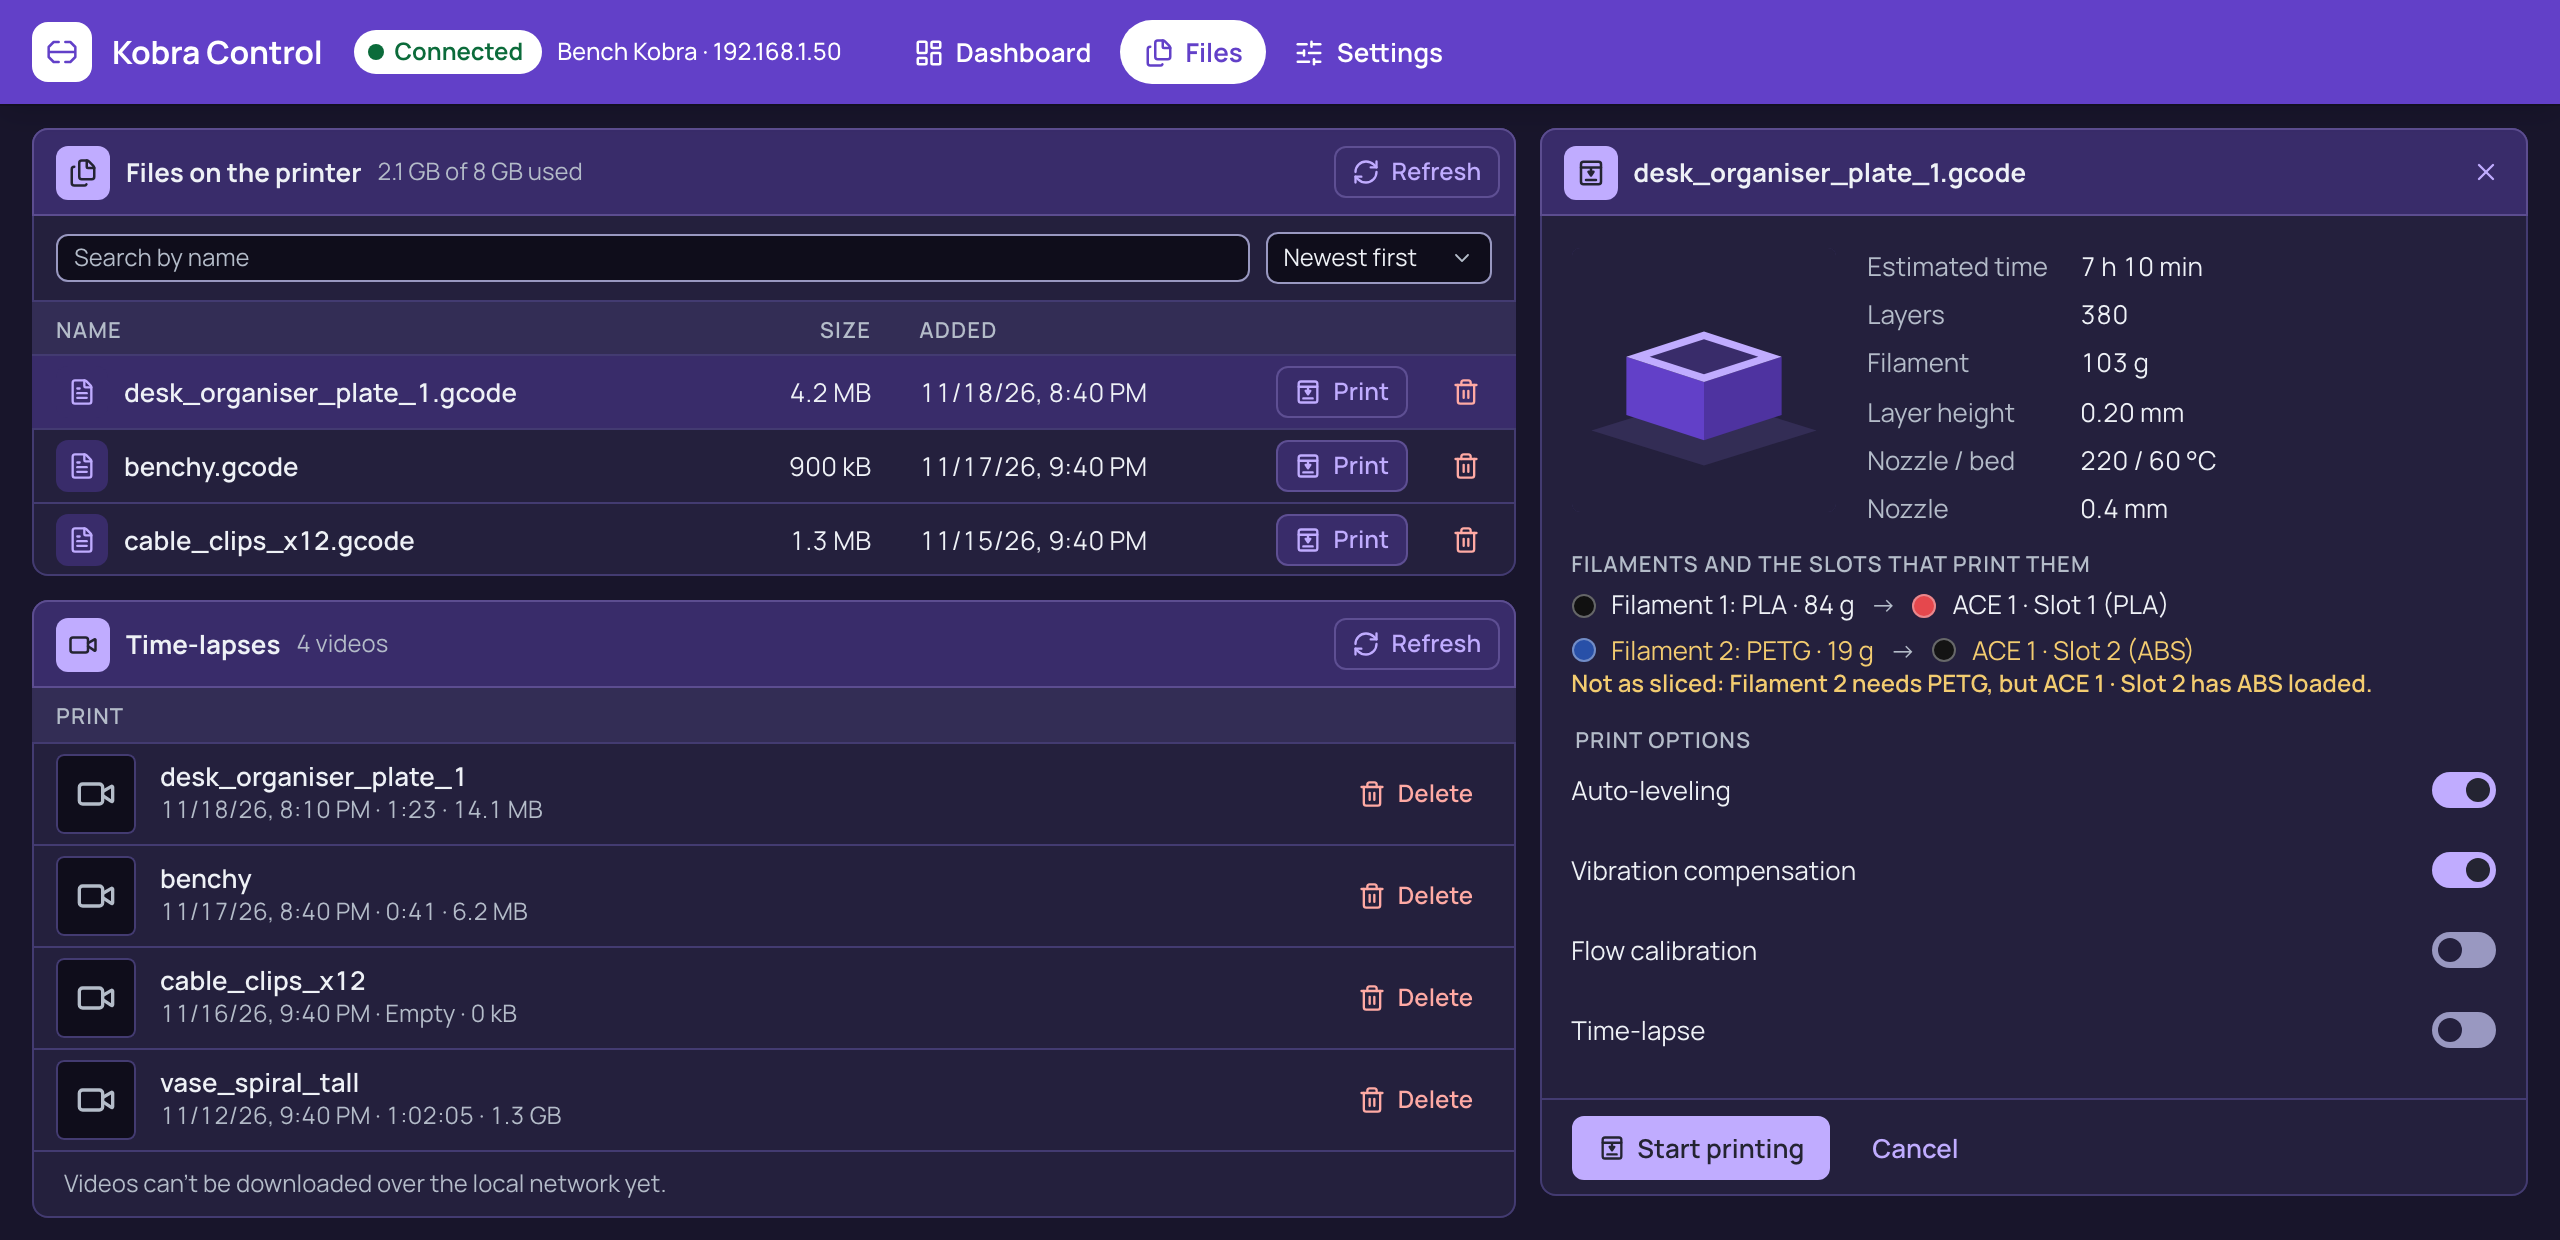 Kobra Control
Connected
Bench Kobra · 192.168.1.50
Dashboard
Files
Settings
Files on the printer
2.1 GB of 8 GB used
Refresh
Search by name
Newest first
NAME
SIZE
ADDED
desk_organiser_plate_1.gcode
4.2 MB
11/18/26, 8:40 PM
Print
benchy.gcode
900 kB
11/17/26, 9:40 PM
Print
cable_clips_x12.gcode
1.3 MB
11/15/26, 9:40 PM
Print
Time-lapses
4 videos
Refresh
PRINT
desk_organiser_plate_1
11/18/26, 8:10 PM · 1:23 · 14.1 MB
Delete
benchy
11/17/26, 8:40 PM · 0:41 · 6.2 MB
Delete
cable_clips_x12
11/16/26, 9:40 PM · Empty · 0 kB
Delete
vase_spiral_tall
11/12/26, 9:40 PM · 1:02:05 · 1.3 GB
Delete
Videos can't be downloaded over the local network yet.
desk_organiser_plate_1.gcode
Estimated time 7 h 10 min
Layers 380
Filament 103 g
Layer height 0.20 mm
Nozzle / bed 220 / 60 °C
Nozzle 0.4 mm
FILAMENTS AND THE SLOTS THAT PRINT THEM
Filament 1: PLA · 84 g → ACE 1 · Slot 1 (PLA)
Filament 2: PETG · 19 g → ACE 1 · Slot 2 (ABS)
Not as sliced: Filament 2 needs PETG, but ACE 1 · Slot 2 has ABS loaded.
PRINT OPTIONS
Auto-leveling
Vibration compensation
Flow calibration
Time-lapse
Start printing
Cancel